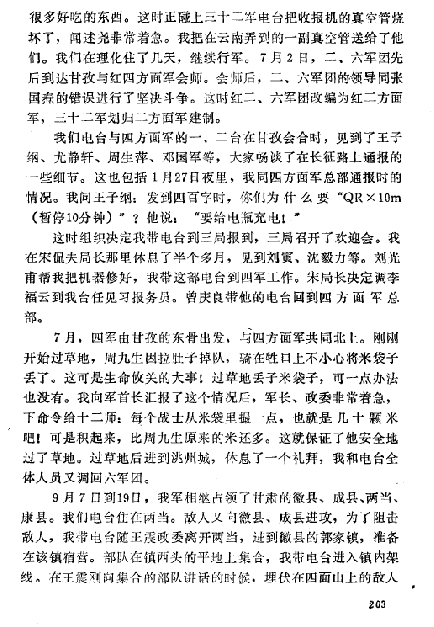 很多好吃的东西。这时正碰上三十二军电台把收报机的真空管烧
坏了，闻述尧非常着急。我把在云南弄到的一副真空管送给了他
们。我们在理化住了几天，继续行军。7月2日，二、六军团先
后到达甘孜与红四方面军会师。会师后，二、六军团的领导同张
国焘的错误进行了坚决斗争。这时红二、六军团改编为红二方面
军，三十二军划归二方面军建制。
我们电台与四方面军的一、二台在甘孜会合时，见到了王子
纲、尤静轩、周生萍、邓国军等，大家畅谈了在长征路上通报的
一些细节。这也包括1月27日夜里，我同四方面军总部通报时的
情况。我问王子纲：发到四百字时，你们为什么要“QR×10m
（暂停10分钟）”？他说：“要给电瓶充电！”
这时组织决定我带电台到三局报到，三局召开了欢迎会。我
在宋侃夫局长那里休息了半个多月，见到刘寅、沈毅力等。刘光
甫帮我把机器修好，我带这部电台到四军工作。朱局长决定调李
福云到我台任见习报务员。曾庆良带他的电台回到四方面军总
部。
7月，四军由甘孜的东谷出发，与四方面军共同北上。刚刚
开始过草地，周九生因拉肚子掉队，骑在牲口上不小心将米袋子
丢了。这可是生命攸关的大事！过草地丢了米袋子，可一点办法
也没有。我向军首长汇报了这个情况后，军长、政委非常着急，
下命令给十二师：每个战士从米袋里捏一点，也就是几十颗米
吧！可是积起来，比周九生原来的米还多。这就保证了他安全地
过了草地。过草地后进到洮州城，休息了一个礼拜，我和电台全
体人员又调回六军团。
9月7日到19日，我军相继占领了甘肃的徽县、成县、两当、
康县。我们电台住在两当。敌人又向徽县、成县进攻，为了阻击
敌人，我带电台随王震政委离开两当，进到徽县的郭家镇，准备
在该镇宿营。部队在镇西头的平地上集合，我带电台进入镇内架
线。在王震利向集合的部队讲话的时候，埋伏在四面山上的敌人
203